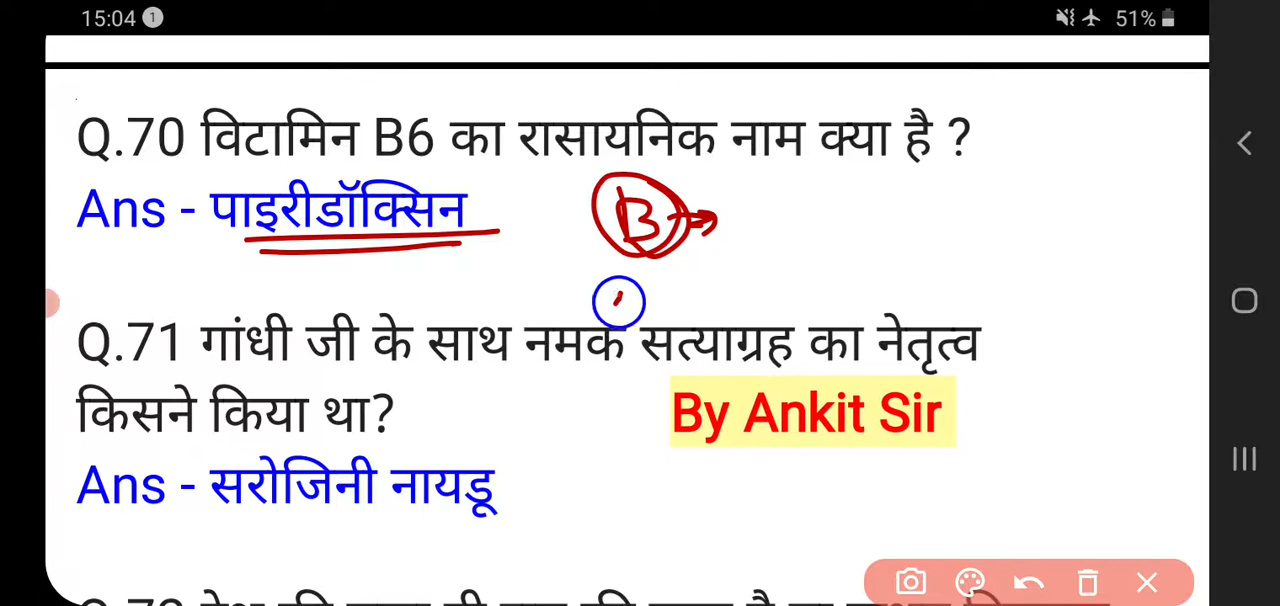 15:04 1 51%
Q.70 विटामिन B6 का रासायनिक नाम क्या है ?
Ans - पाइरीडॉक्सिन
B
Q.71 गांधी जी के साथ नमक सत्याग्रह का नेतृत्व
किसने किया था?
By Ankit Sir
Ans - सरोजिनी नायडू